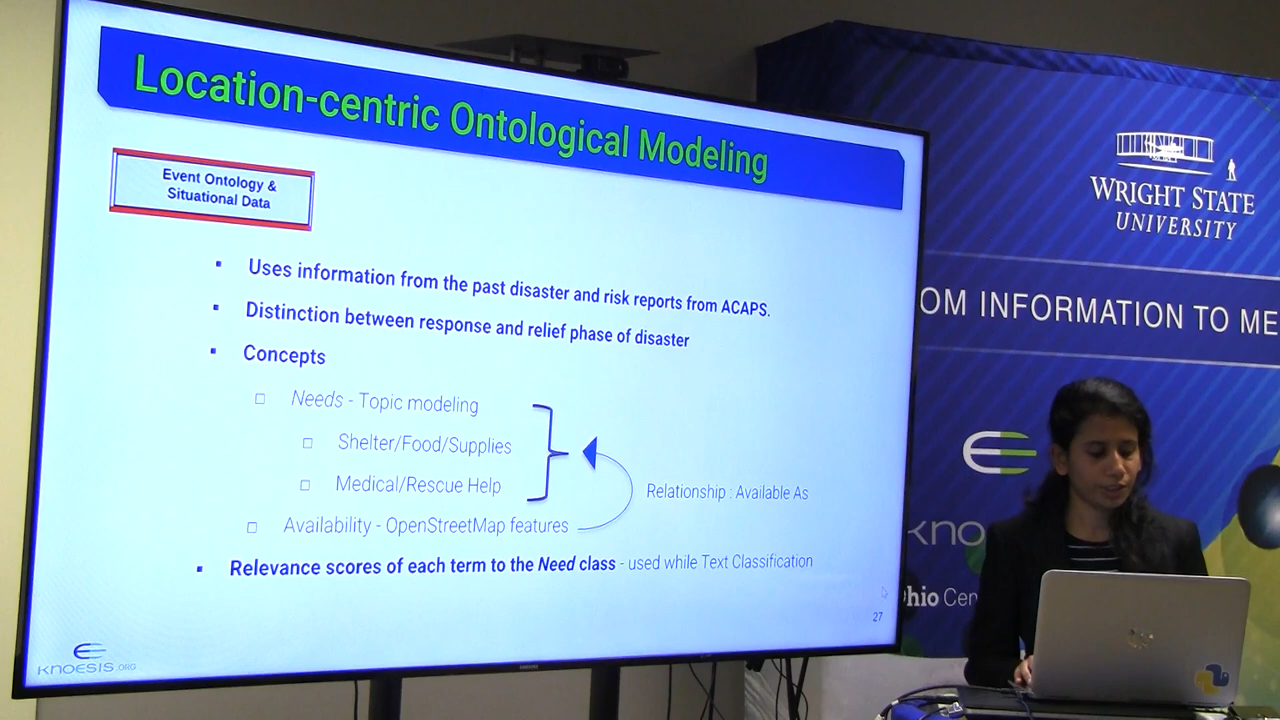 Location-centric Ontological Modeling
Event Ontology &
Situational Data
Uses information from the past disaster and risk reports from ACAPS.
Distinction between response and relief phase of disaster
Concepts
Needs - Topic modeling
Shelter/Food/Supplies
Medical/Rescue Help
Relationship : Available As
Availability - OpenStreetMap features
Relevance scores of each term to the Need class - used while Text Classification
27
KNOESIS.ORG
SAMSUNG
WRIGHT STATE
UNIVERSITY
OM INFORMATION TO ME
kno
hio Cen